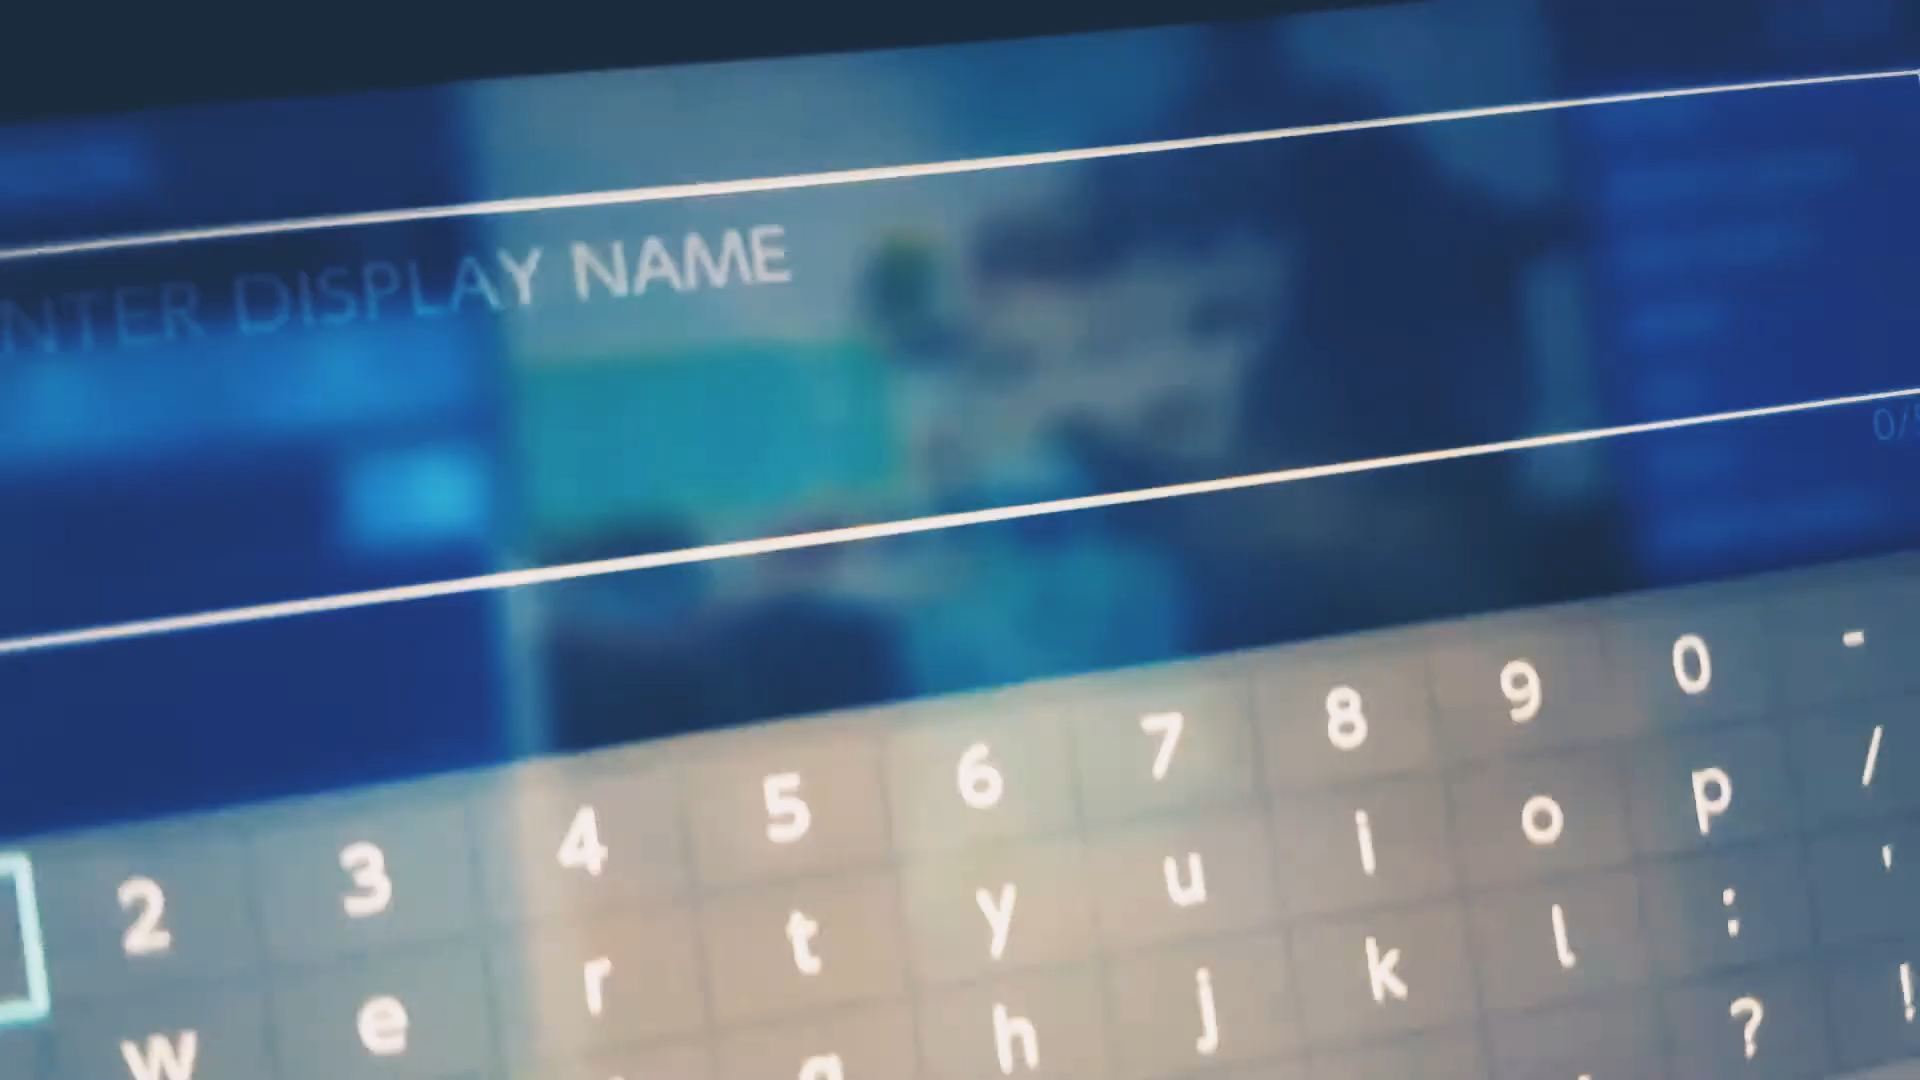 NTER DISPLAY NAME
0/
2 3 4 5 6 7 8 9 0 -
w e r t y u i o p /
h j k l : '
? !